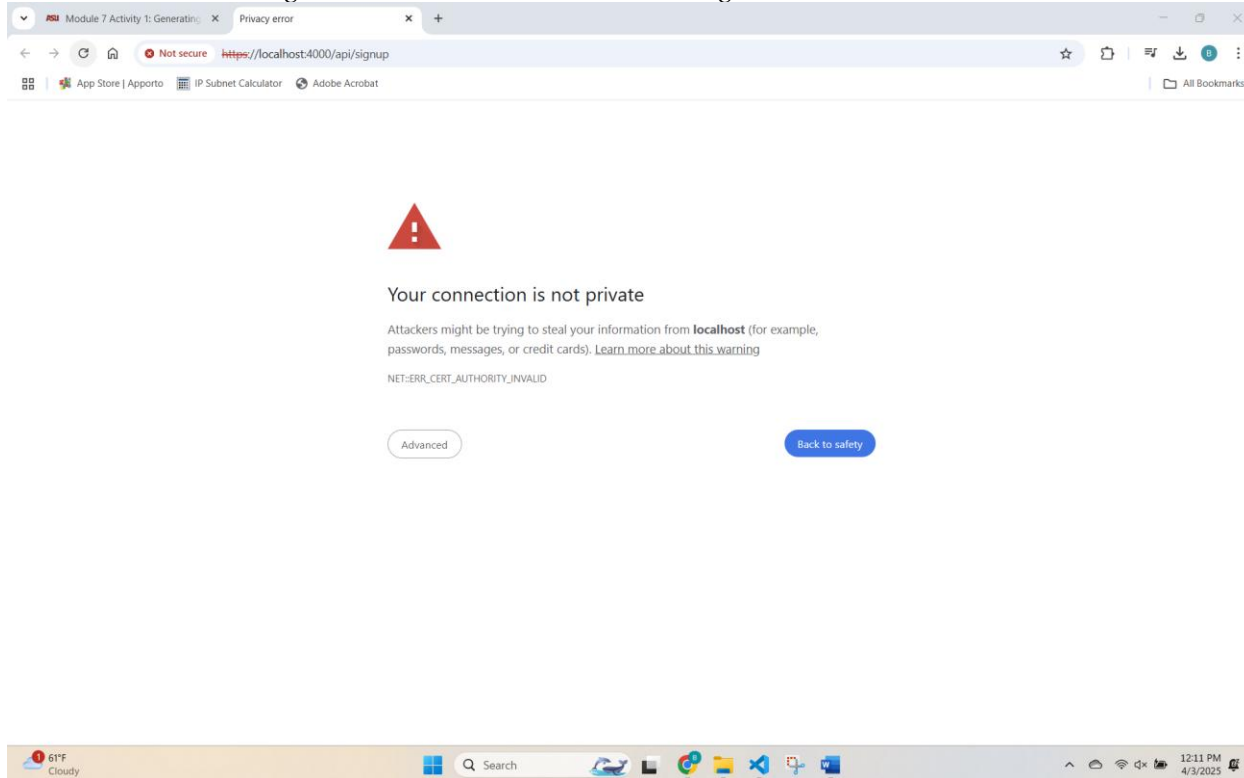 Module 7 Activity 1: Generating
Privacy error
Not secure https://localhost:4000/api/signup
App Store | Apporto IP Subnet Calculator Adobe Acrobat
All Bookmarks
Your connection is not private
Attackers might be trying to steal your information from localhost (for example,
passwords, messages, or credit cards). Learn more about this warning
NET::ERR_CERT_AUTHORITY_INVALID
Advanced
Back to safety
1
61°F
Cloudy
Search
12:11 PM
4/3/2025